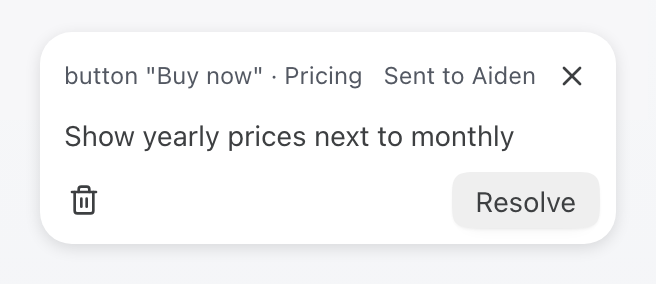 button "Buy now" · Pricing Sent to Aiden
Show yearly prices next to monthly
Resolve